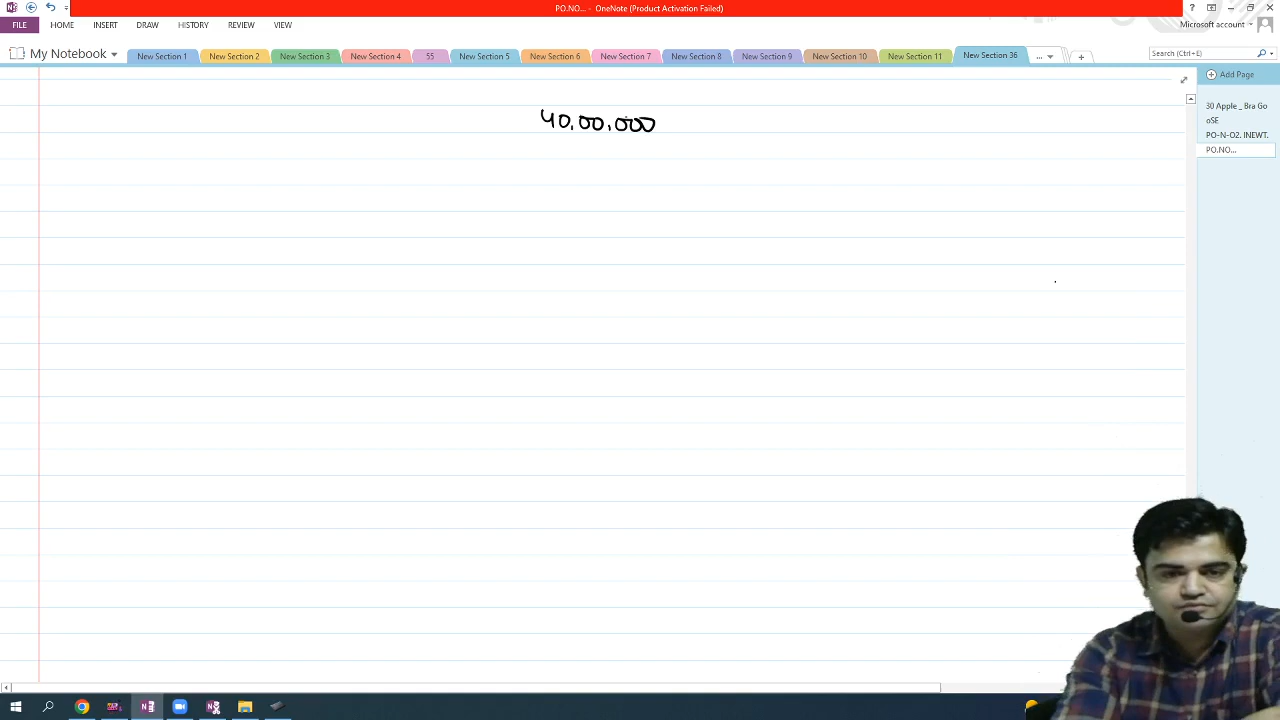 PO.NO... - OneNote (Product Activation Failed)
?
FILE HOME INSERT DRAW HISTORY REVIEW VIEW
Microsoft account
My Notebook
New Section 1 New Section 2 New Section 3 New Section 4 55 New Section 5 New Section 6 New Section 7 New Section 8 New Section 9 New Section 10 New Section 11 New Section 36 ...
Search (Ctrl+E)
Add Page
30 Apple _ Bra Go
oSE
PO-N-O2. INEWT.
PO.NO...
40,00,000